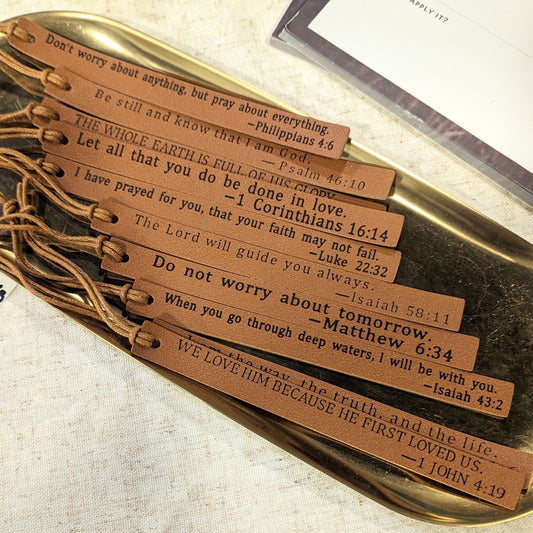 APPLY IT?
Don't worry about anything, but pray about everything.
—Philippians 4:6
Be still and know that I am God.
—Psalm 46:10
THE WHOLE EARTH IS FULL OF HIS GLORY
Let all that you do be done in love.
—1 Corinthians 16:14
I have prayed for you, that your faith may not fail.
—Luke 22:32
The Lord will guide you always.
—Isaiah 58:11
Do not worry about tomorrow.
—Matthew 6:34
When you go through deep waters, I will be with you.
—Isaiah 43:2
the way, the truth, and the life.
WE LOVE HIM BECAUSE HE FIRST LOVED US.
—1 JOHN 4:19